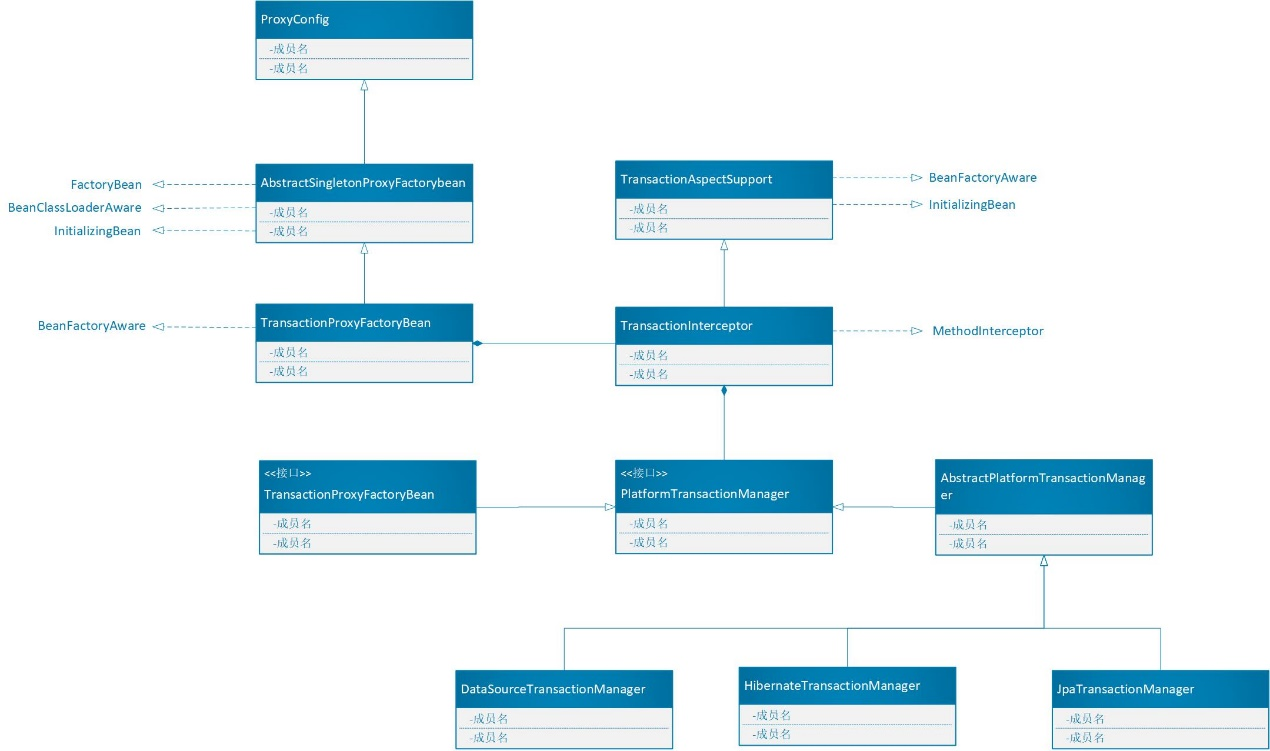 ProxyConfig
-成员名
-成员名
FactoryBean
BeanClassLoaderAware
InitializingBean
AbstractSingletonProxyFactorybean
-成员名
-成员名
TransactionAspectSupport
-成员名
-成员名
BeanFactoryAware
InitializingBean
BeanFactoryAware
TransactionProxyFactoryBean
-成员名
-成员名
TransactionInterceptor
-成员名
-成员名
MethodInterceptor
<<接口>>
TransactionProxyFactoryBean
-成员名
-成员名
<<接口>>
PlatformTransactionManager
-成员名
-成员名
AbstractPlatformTransactionManag
er
-成员名
-成员名
DataSourceTransactionManager
-成员名
-成员名
HibernateTransactionManager
-成员名
-成员名
JpaTransactionManager
-成员名
-成员名